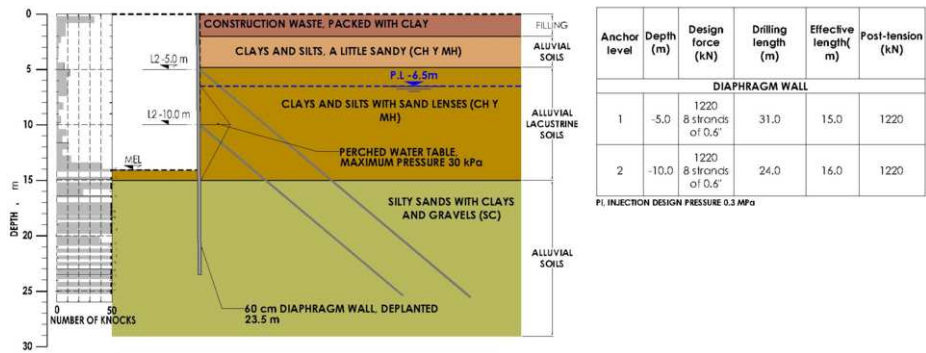 0
5
10
15
20
25
30
DEPTH , m
0
50
NUMBER OF KNOCKS
L2 -5.0 m
L2 -10.0 m
MEL
CONSTRUCTION WASTE, PACKED WITH CLAY
CLAYS AND SILTS, A LITTLE SANDY (CH Y MH)
P.L -6,5m
CLAYS AND SILTS WITH SAND LENSES (CH Y
MH)
PERCHED WATER TABLE,
MAXIMUM PRESSURE 30 kPa
SILTY SANDS WITH CLAYS
AND GRAVELS (SC)
60 cm DIAPHRAGM WALL, DEPLANTED
23.5 m
FILLING
ALUVIAL
SOILS
ALLUVIAL
LACUSTRINE
SOILS
ALLUVIAL
SOILS
Anchor level | Depth (m) | Design force (kN) | Drilling length (m) | Effective length( m) | Post-tension (kN)
DIAPHRAGM WALL
1 | -5.0 | 1220 8 strands of 0.6" | 31.0 | 15.0 | 1220
2 | -10.0 | 1220 8 strands of 0.6" | 24.0 | 16.0 | 1220
PI, INJECTION DESIGN PRESSURE 0.3 MPa